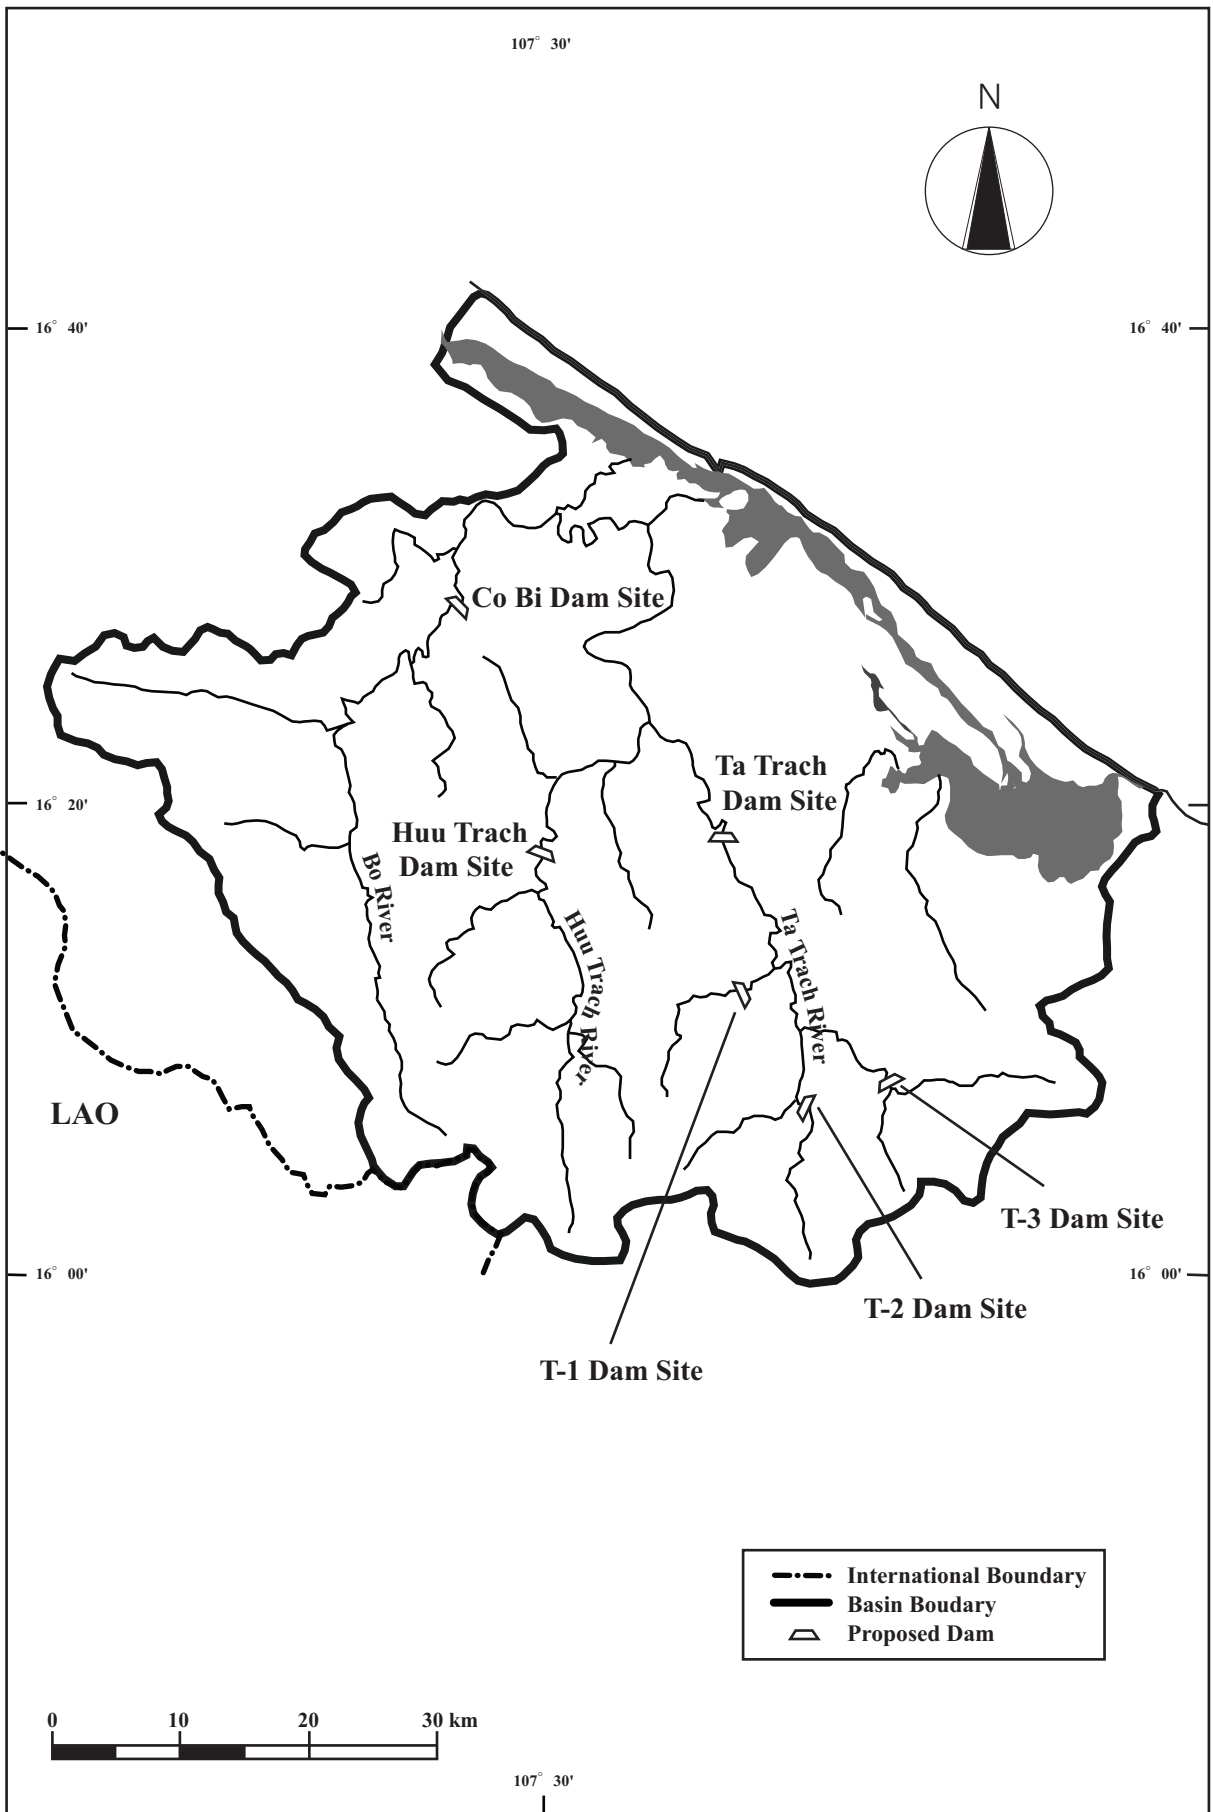 107° 30'
N
16° 40'
16° 40'
Co Bi Dam Site
Ta Trach
Dam Site
16° 20'
Huu Trach
Dam Site
Bo River
Huu Trach River
Ta Trach River
LAO
T-3 Dam Site
16° 00'
16° 00'
T-2 Dam Site
T-1 Dam Site
International Boundary
Basin Boudary
Proposed Dam
0 10 20 30 km
107° 30'